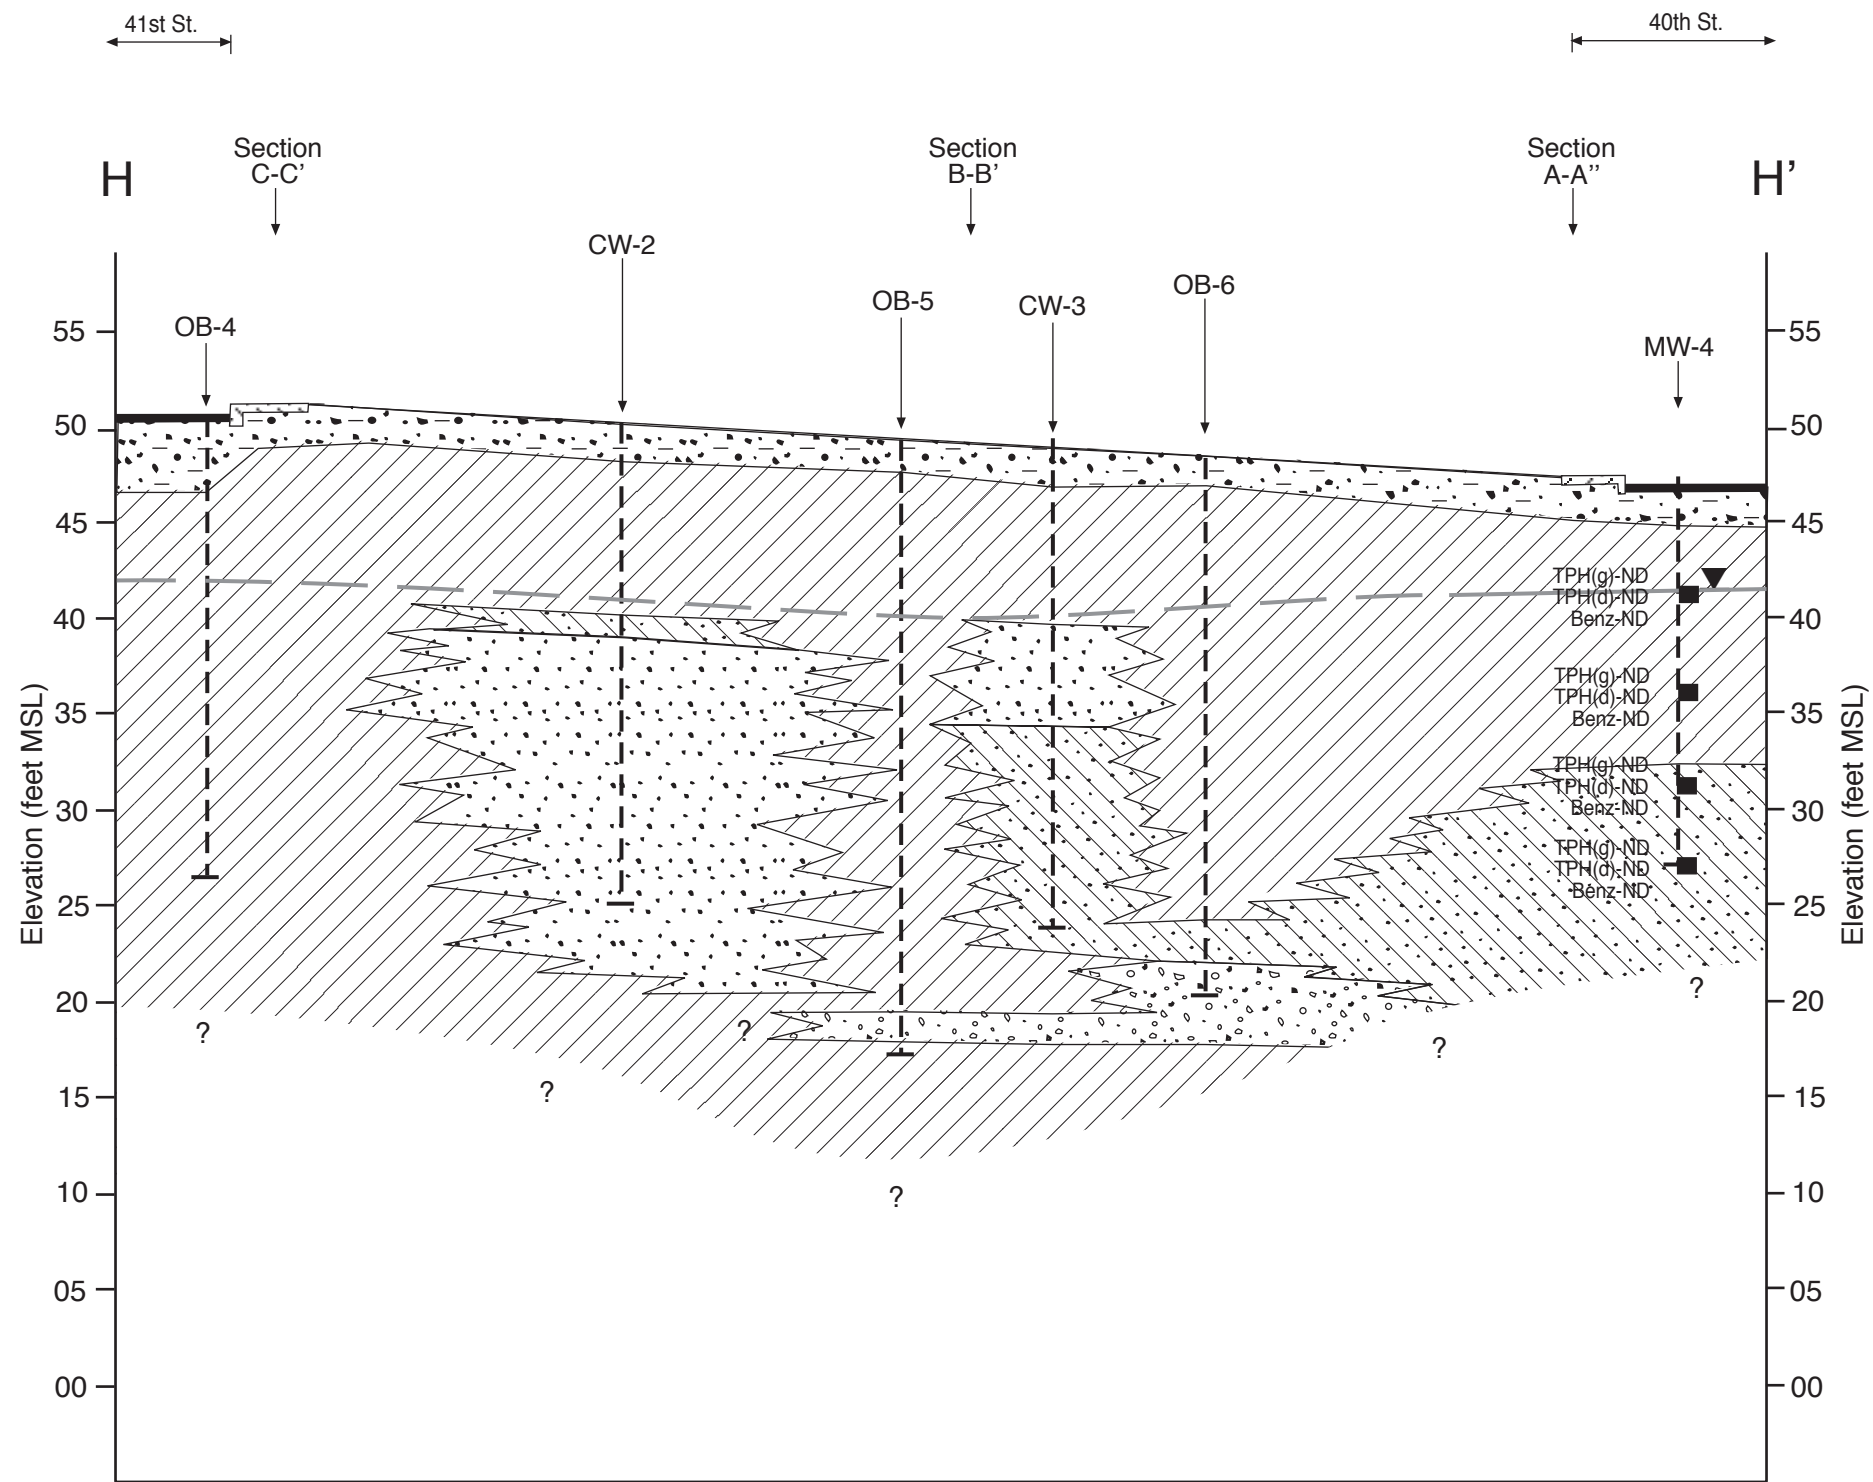 41st St.
40th St.
Section
C-C’
Section
B-B’
Section
A-A’’
H
H’
CW-2
OB-6
OB-5
CW-3
OB-4
MW-4
55
50
45
40
35
30
25
20
15
10
05
00
Elevation (feet MSL)
55
50
45
40
35
30
25
20
15
10
05
00
Elevation (feet MSL)
TPH(g)-ND
TPH(d)-ND
Benz-ND
TPH(g)-ND
TPH(d)-ND
Benz-ND
TPH(g)-ND
TPH(d)-ND
Benz-ND
TPH(g)-ND
TPH(d)-ND
Benz-ND
?
?
?
?
?
?